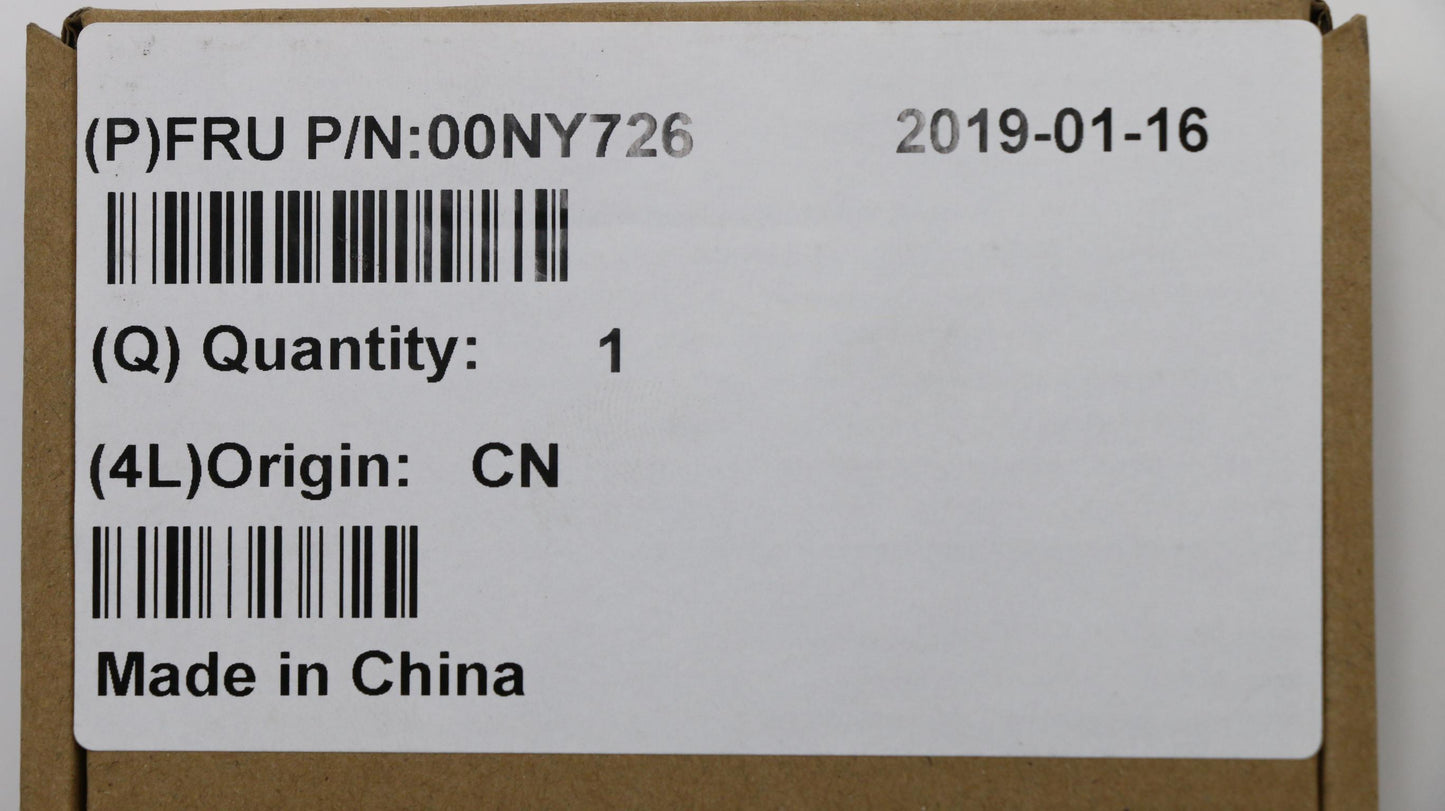 (P)FRU P/N:00NY726 2019-01-16
(Q) Quantity: 1
(4L)Origin: CN
Made in China